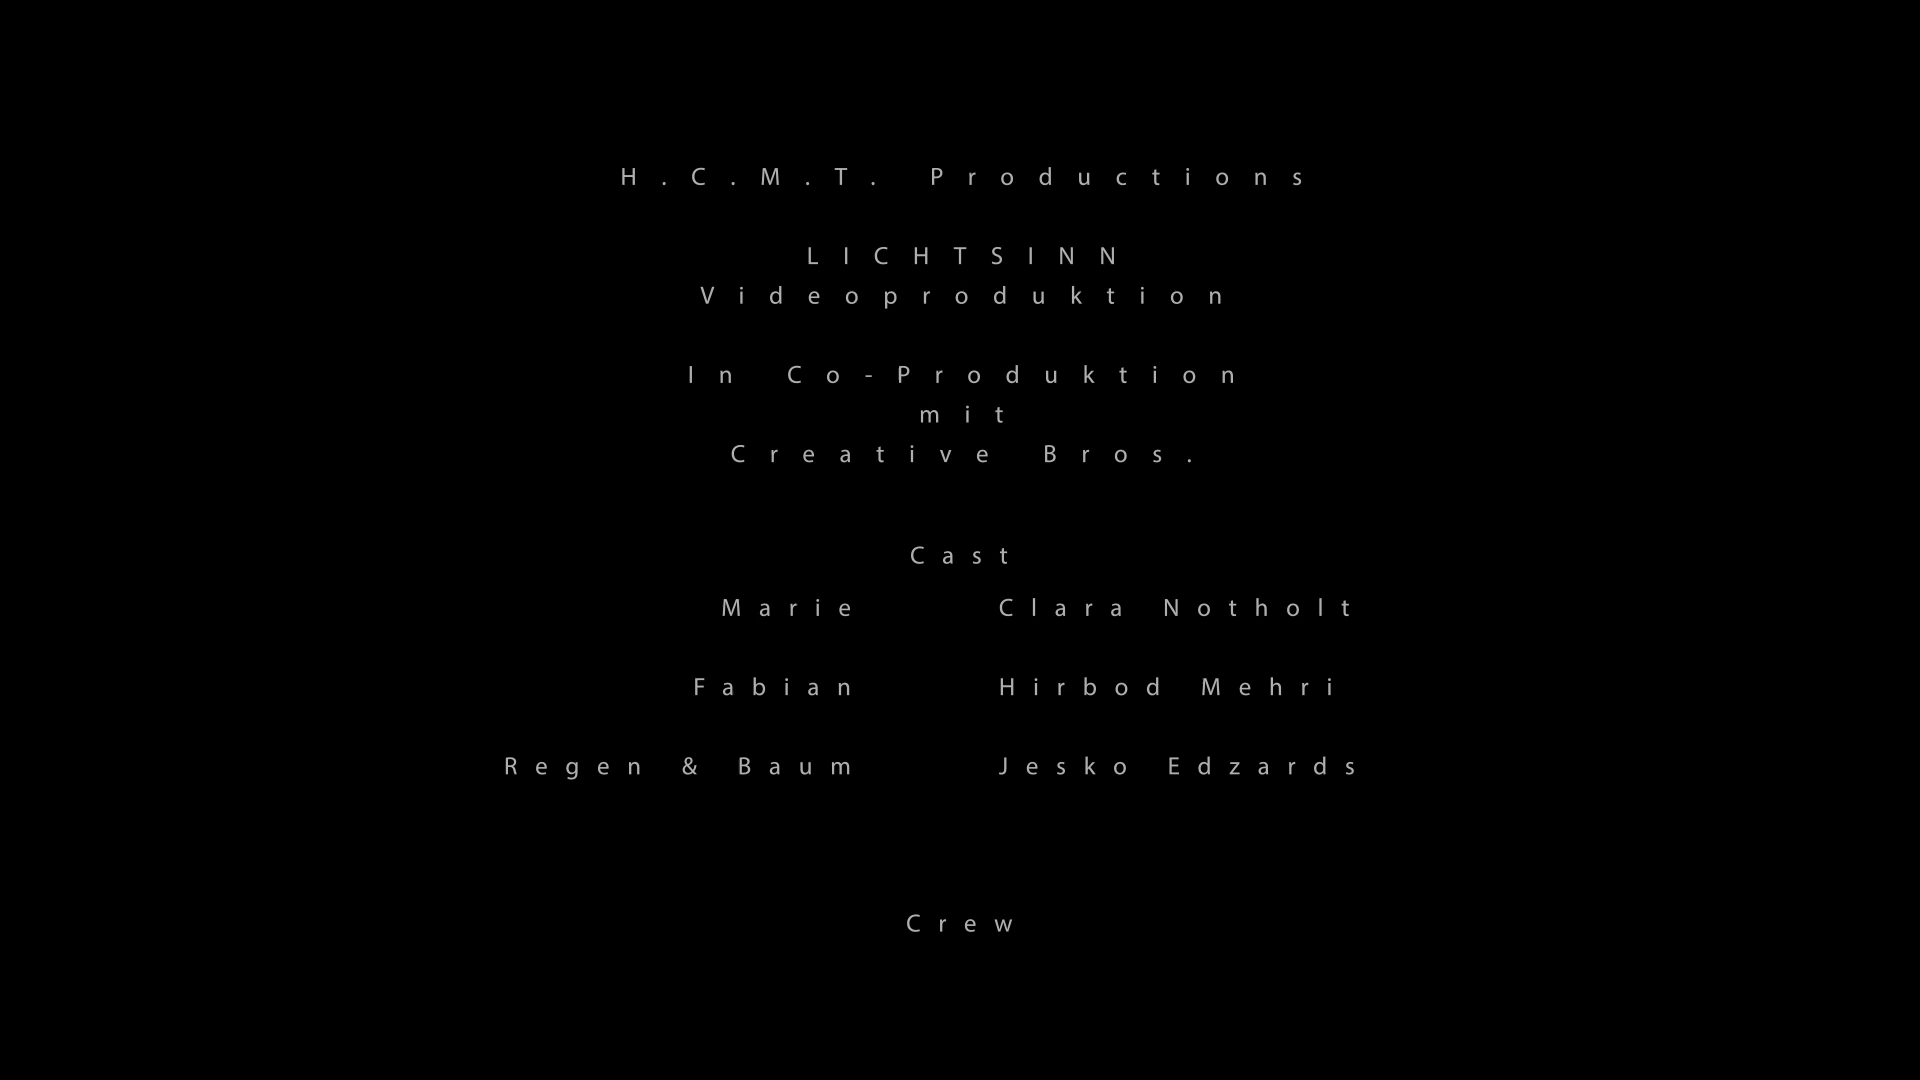 H.C.M.T. Productions
LICHTSINN
Videoproduktion
In Co-Produktion
mit
Creative Bros.
Cast
Marie Clara Notholt
Fabian Hirbod Mehri
Regen & Baum Jesko Edzards
Crew